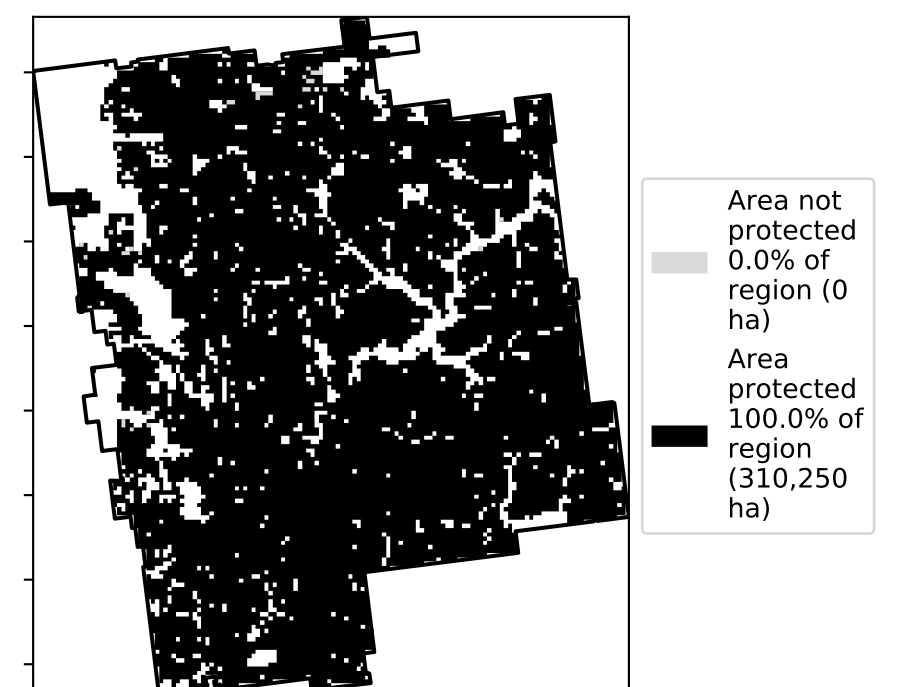 Area not
protected
0.0% of
region (0
ha)
Area
protected
100.0% of
region
(310,250
ha)